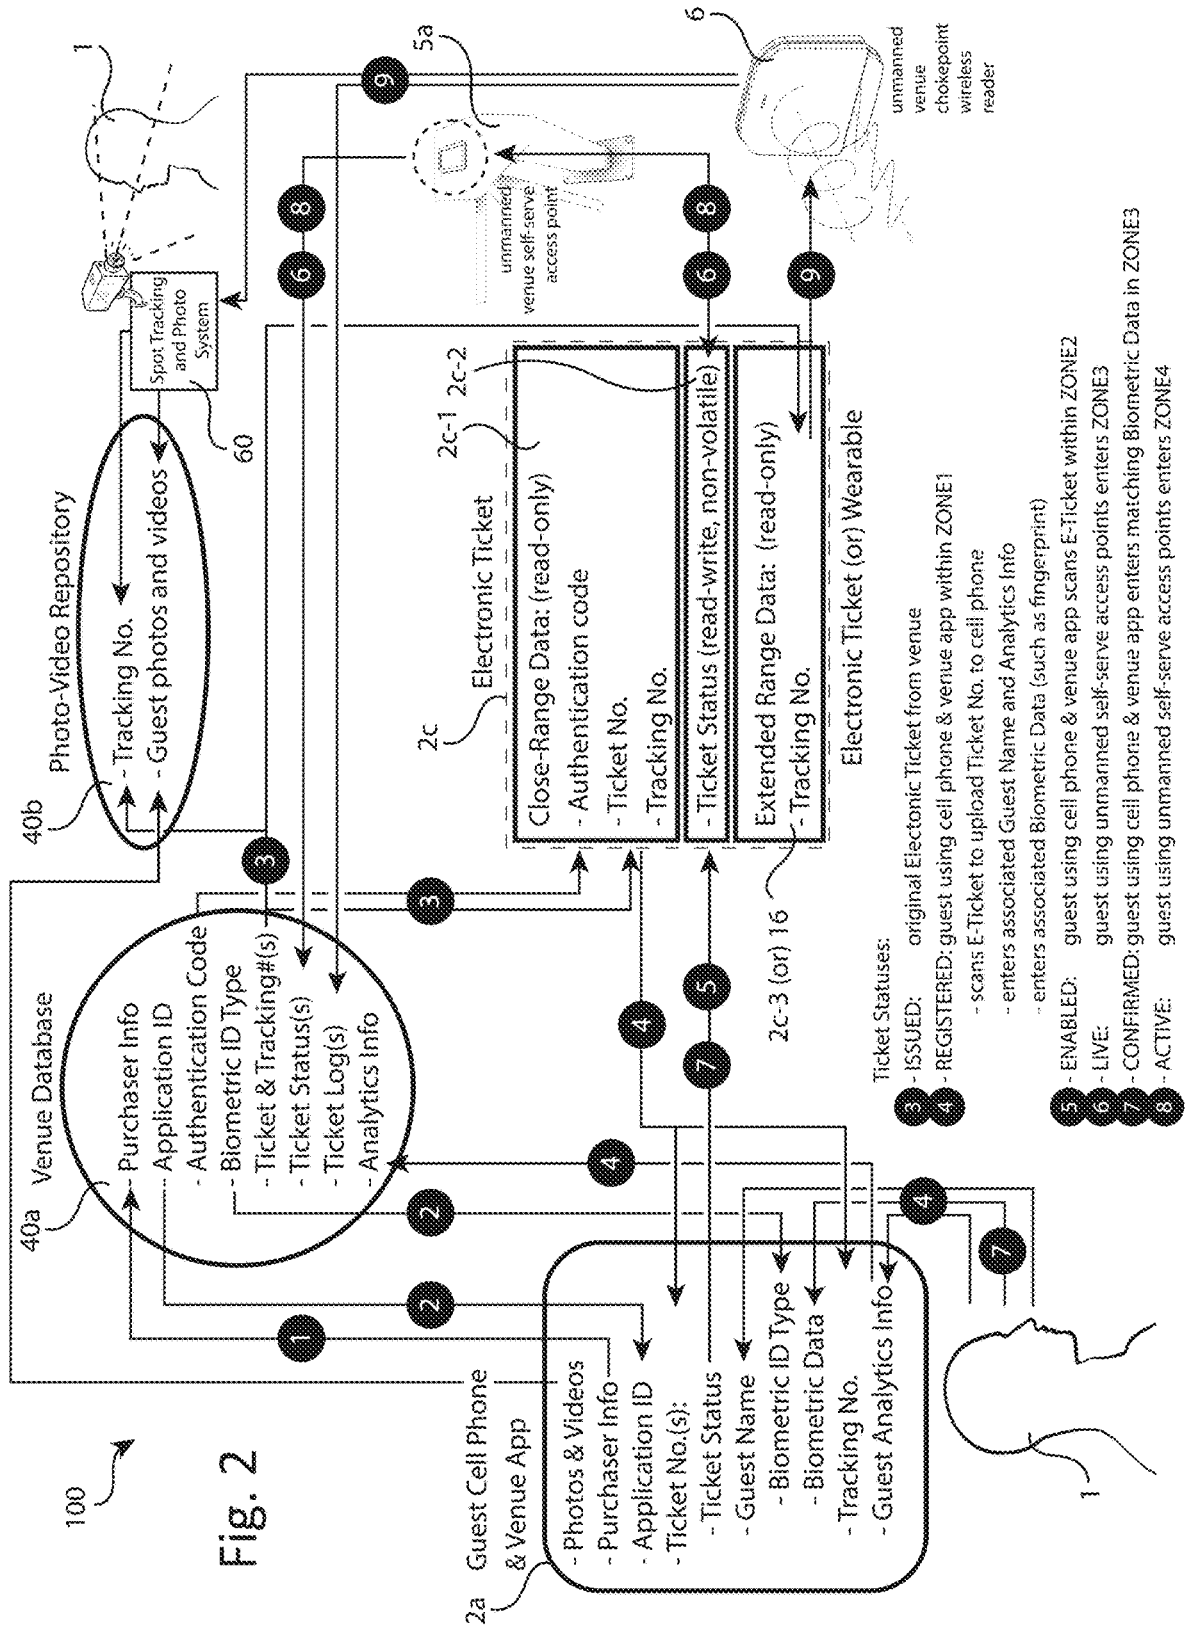 100
Fig. 2
2a
Guest Cell Phone
& Venue App
- Photos & Videos
- Purchaser Info
- Application ID
- Ticket No.(s):
- Ticket Status
- Guest Name
- Biometric ID Type
- Biometric Data
- Tracking No.
- Guest Analytics Info
1
40a
Venue Database
- Purchaser Info
- Application ID
- Authentication Code
- Biometric ID Type
- Ticket & Tracking#(s)
- Ticket Status(s)
- Ticket Log(s)
- Analytics Info
1
2
2
4
4
7
3
3
4
7
5
40b
Photo-Video Repository
- Tracking No.
- Guest photos and videos
60
Spot Tracking
and Photo
System
1
6
8
9
5a
unmanned
venue self-serve
access point
6
8
9
6
unmanned
venue
chokepoint
wireless
reader
2c
Electronic Ticket
2c-1
2c-2
Close-Range Data: (read-only)
- Authentication code
- Ticket No.
- Tracking No.
- Ticket Status (read-write, non-volatile)
Extended Range Data: (read-only)
- Tracking No.
2c-3 (or) 16
Electronic Ticket (or) Wearable
Ticket Statuses:
3 - ISSUED: original Electonic Ticket from venue
4 - REGISTERED: guest using cell phone & venue app within ZONE1
- scans E-Ticket to upload Ticket No. to cell phone
- enters associated Guest Name and Analytics Info
- enters associated Biometric Data (such as fingerprint)
5 - ENABLED: guest using cell phone & venue app scans E-Ticket within ZONE2
6 - LIVE: guest using unmanned self-serve access points enters ZONE3
7 - CONFIRMED: guest using cell phone & venue app enters matching Biometric Data in ZONE3
8 - ACTIVE: guest using unmanned self-serve access points enters ZONE4